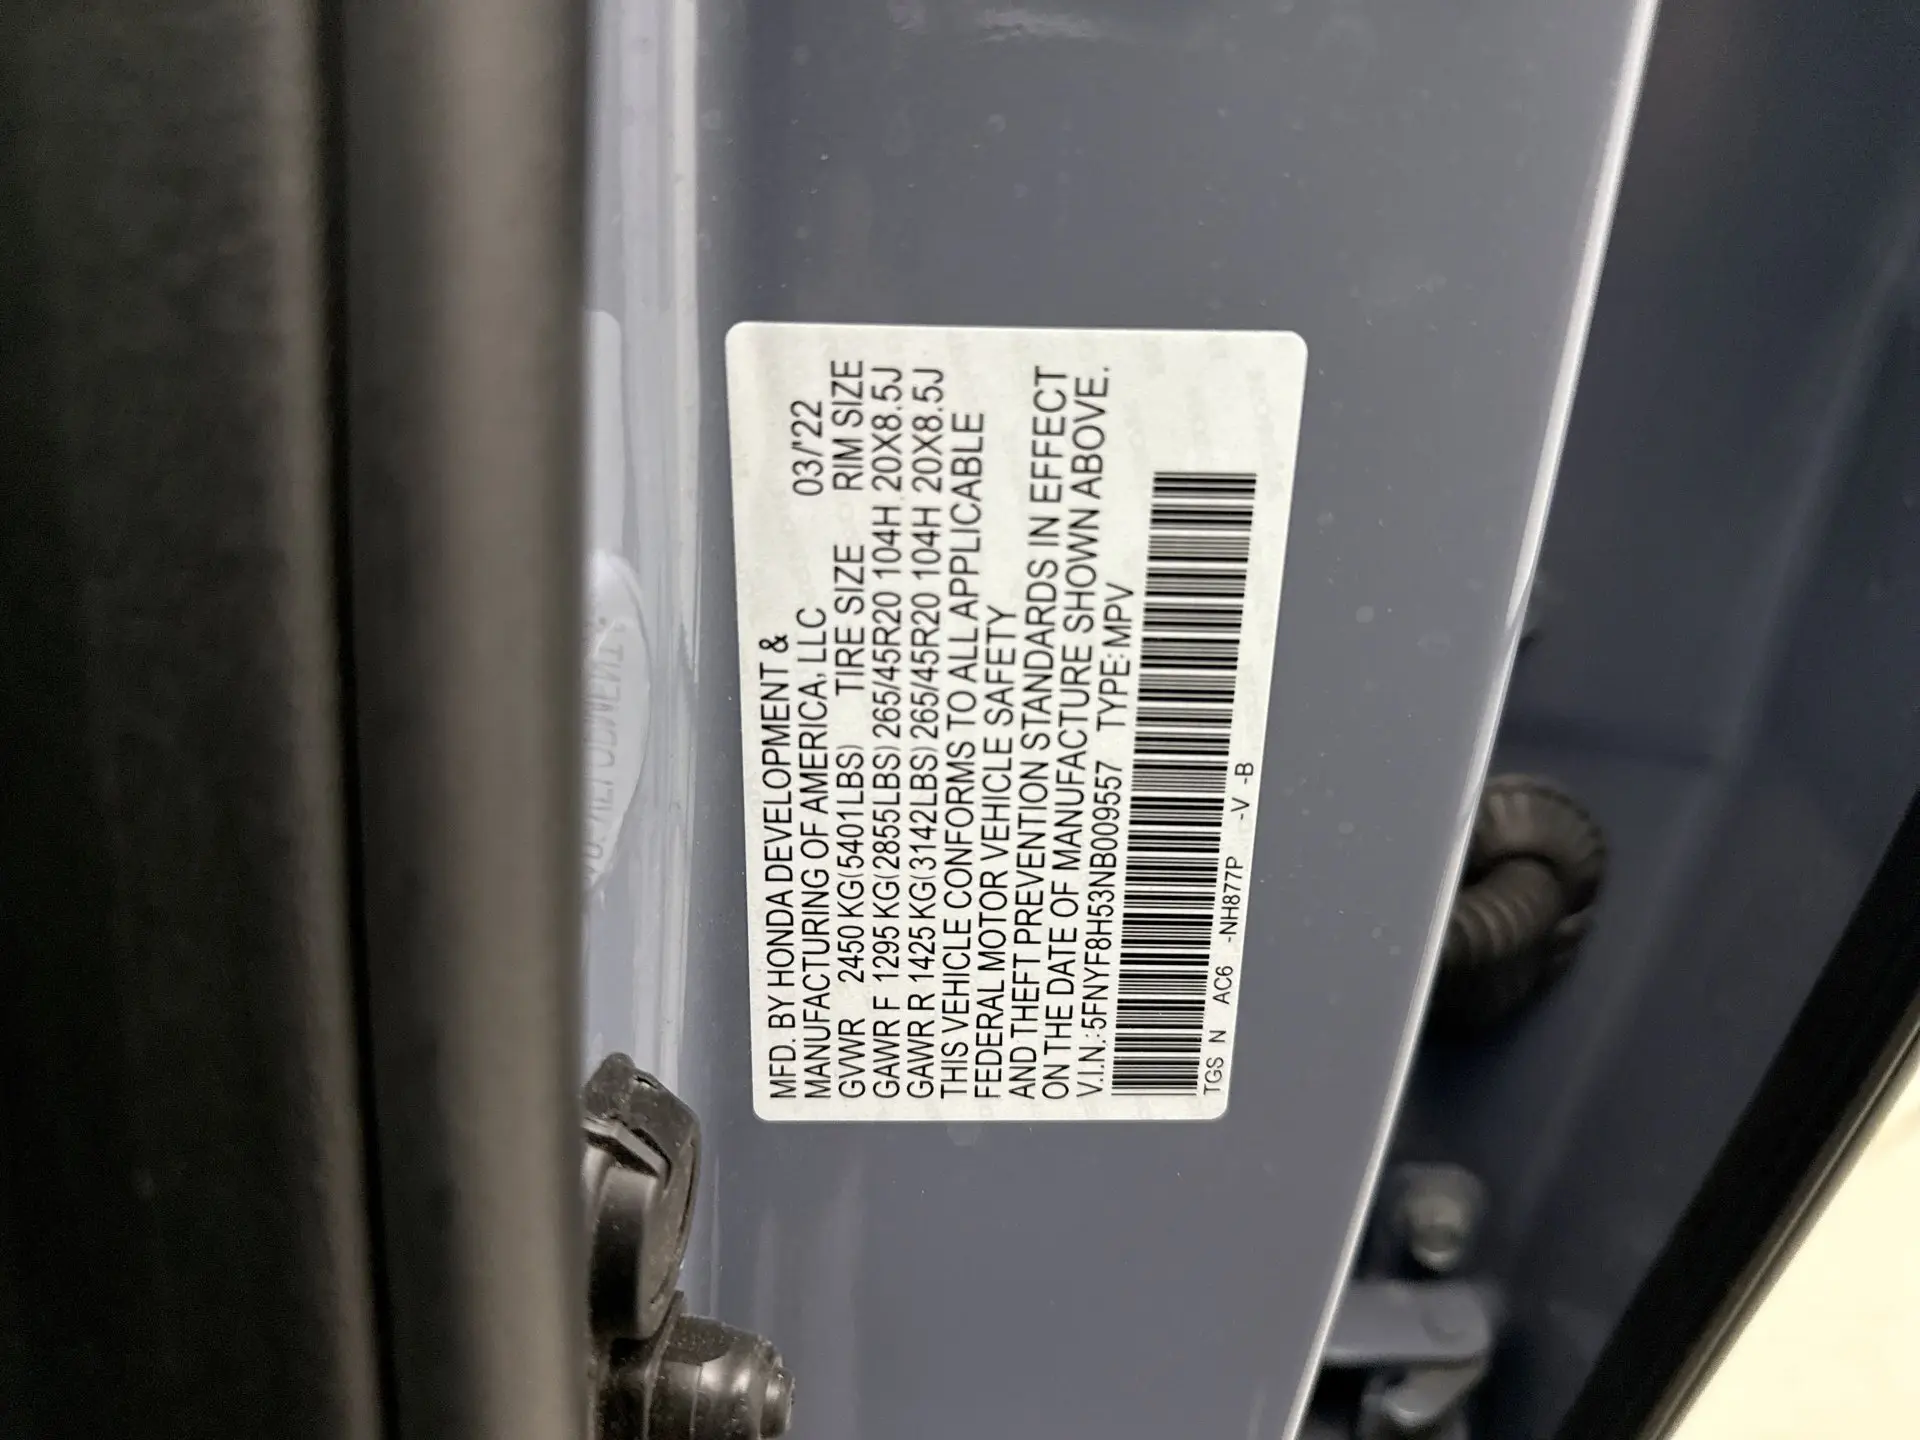 MFD. BY HONDA DEVELOPMENT &
MANUFACTURING OF AMERICA, LLC 03/'22
GVWR 2450 KG(5401LBS) TIRE SIZE RIM SIZE
GAWR F 1295 KG(2855LBS) 265/45R20 104H 20X8.5J
GAWR R 1425 KG(3142LBS) 265/45R20 104H 20X8.5J
THIS VEHICLE CONFORMS TO ALL APPLICABLE
FEDERAL MOTOR VEHICLE SAFETY
AND THEFT PREVENTION STANDARDS IN EFFECT
ON THE DATE OF MANUFACTURE SHOWN ABOVE.
V.I.N.:5FNYF8H53NB009557 TYPE:MPV
TGS N AC6 -NH877P -V -B